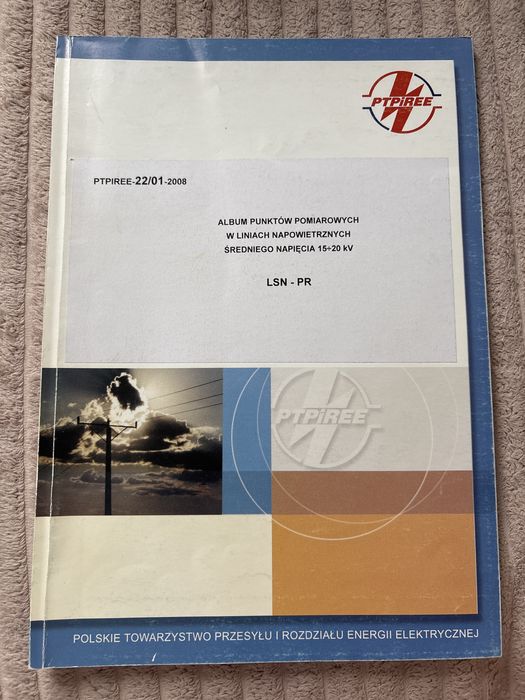 PTPiREE
PTPIREE-22/01-2008
ALBUM PUNKTÓW POMIAROWYCH
W LINIACH NAPOWIETRZNYCH
ŚREDNIEGO NAPIĘCIA 15÷20 kV
LSN - PR
PTPiREE
POLSKIE TOWARZYSTWO PRZESYŁU I ROZDZIAŁU ENERGII ELEKTRYCZNEJ